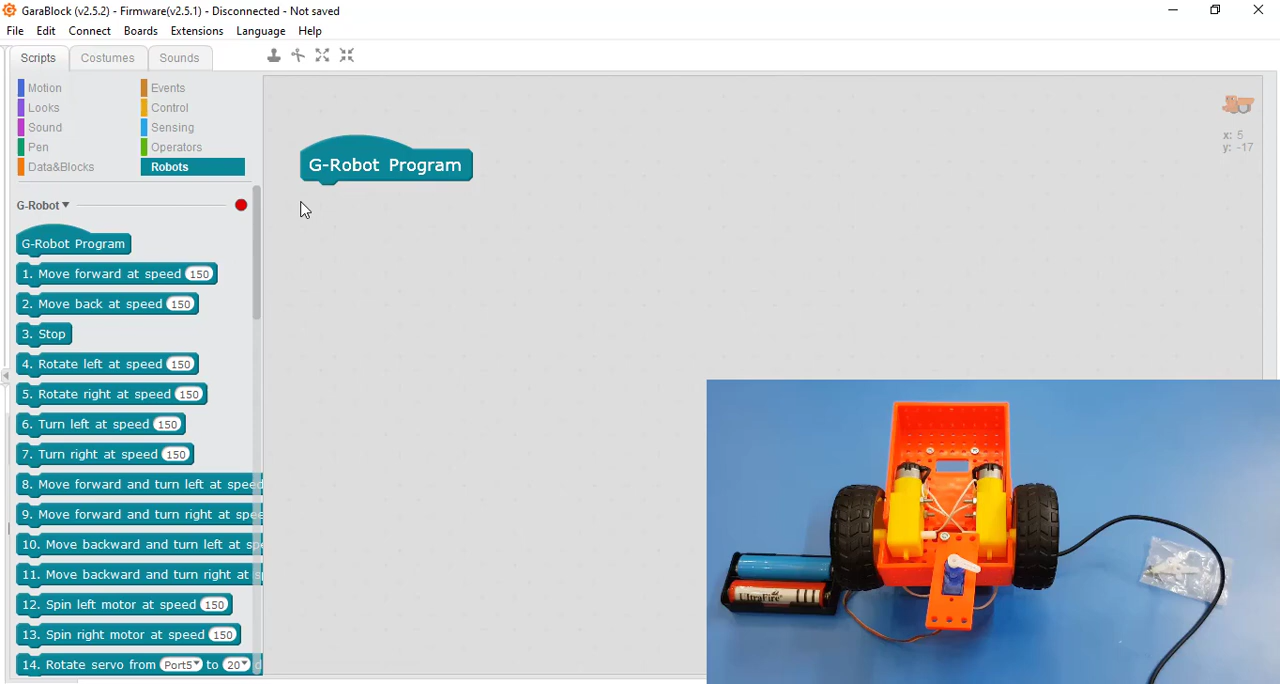 GaraBlock (v2.5.2) - Firmware(v2.5.1) - Disconnected - Not saved
File Edit Connect Boards Extensions Language Help
Scripts Costumes Sounds
Motion Events
Looks Control
Sound Sensing
Pen Operators
Data&Blocks Robots
G-Robot
G-Robot Program
1. Move forward at speed 150
2. Move back at speed 150
3. Stop
4. Rotate left at speed 150
5. Rotate right at speed 150
6. Turn left at speed 150
7. Turn right at speed 150
8. Move forward and turn left at speed
9. Move forward and turn right at spee
10. Move backward and turn left at sp
11. Move backward and turn right at s
12. Spin left motor at speed 150
13. Spin right motor at speed 150
14. Rotate servo from Port5 to 20 d
G-Robot Program
x: 5
y: -17
UltraFire